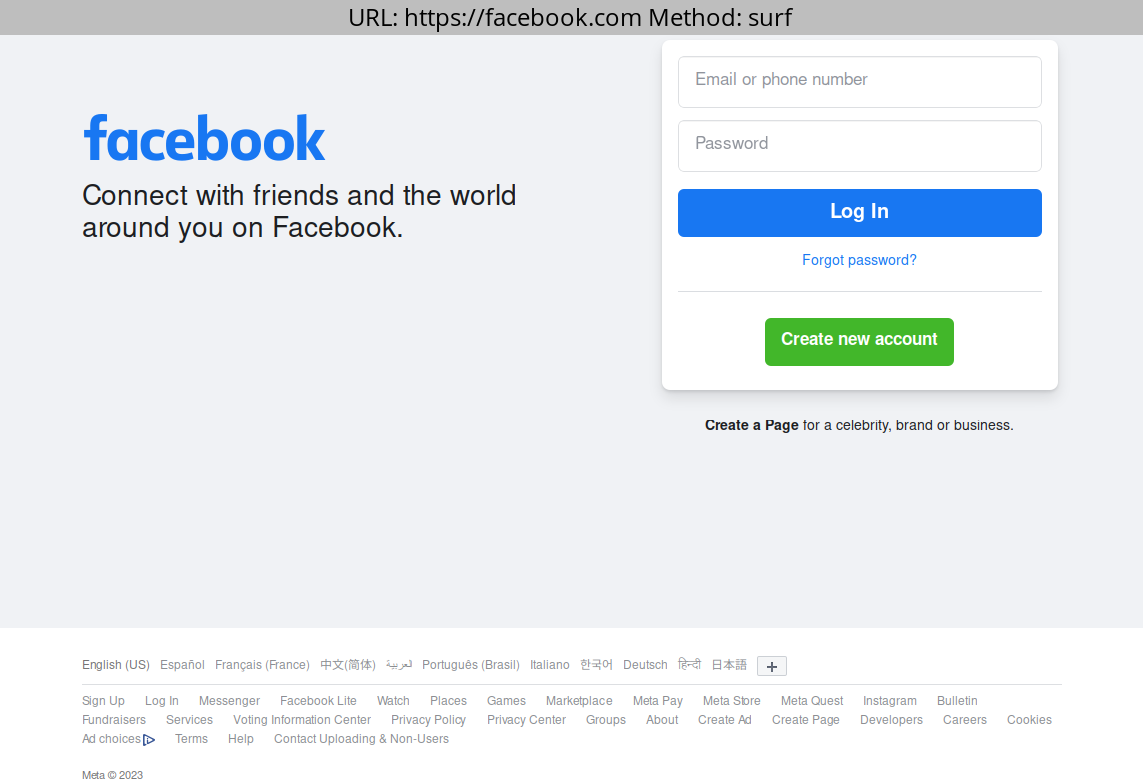 URL: https://facebook.com Method: surf
facebook
Connect with friends and the world
around you on Facebook.
Email or phone number
Password
Log In
Forgot password?
Create new account
Create a Page for a celebrity, brand or business.
English (US) Español Français (France) 中文(简体) العربية Português (Brasil) Italiano 한국어 Deutsch हिन्दी 日本語
Sign Up Log In Messenger Facebook Lite Watch Places Games Marketplace Meta Pay Meta Store Meta Quest Instagram Bulletin
Fundraisers Services Voting Information Center Privacy Policy Privacy Center Groups About Create Ad Create Page Developers Careers Cookies
Ad choices Terms Help Contact Uploading & Non-Users
Meta © 2023